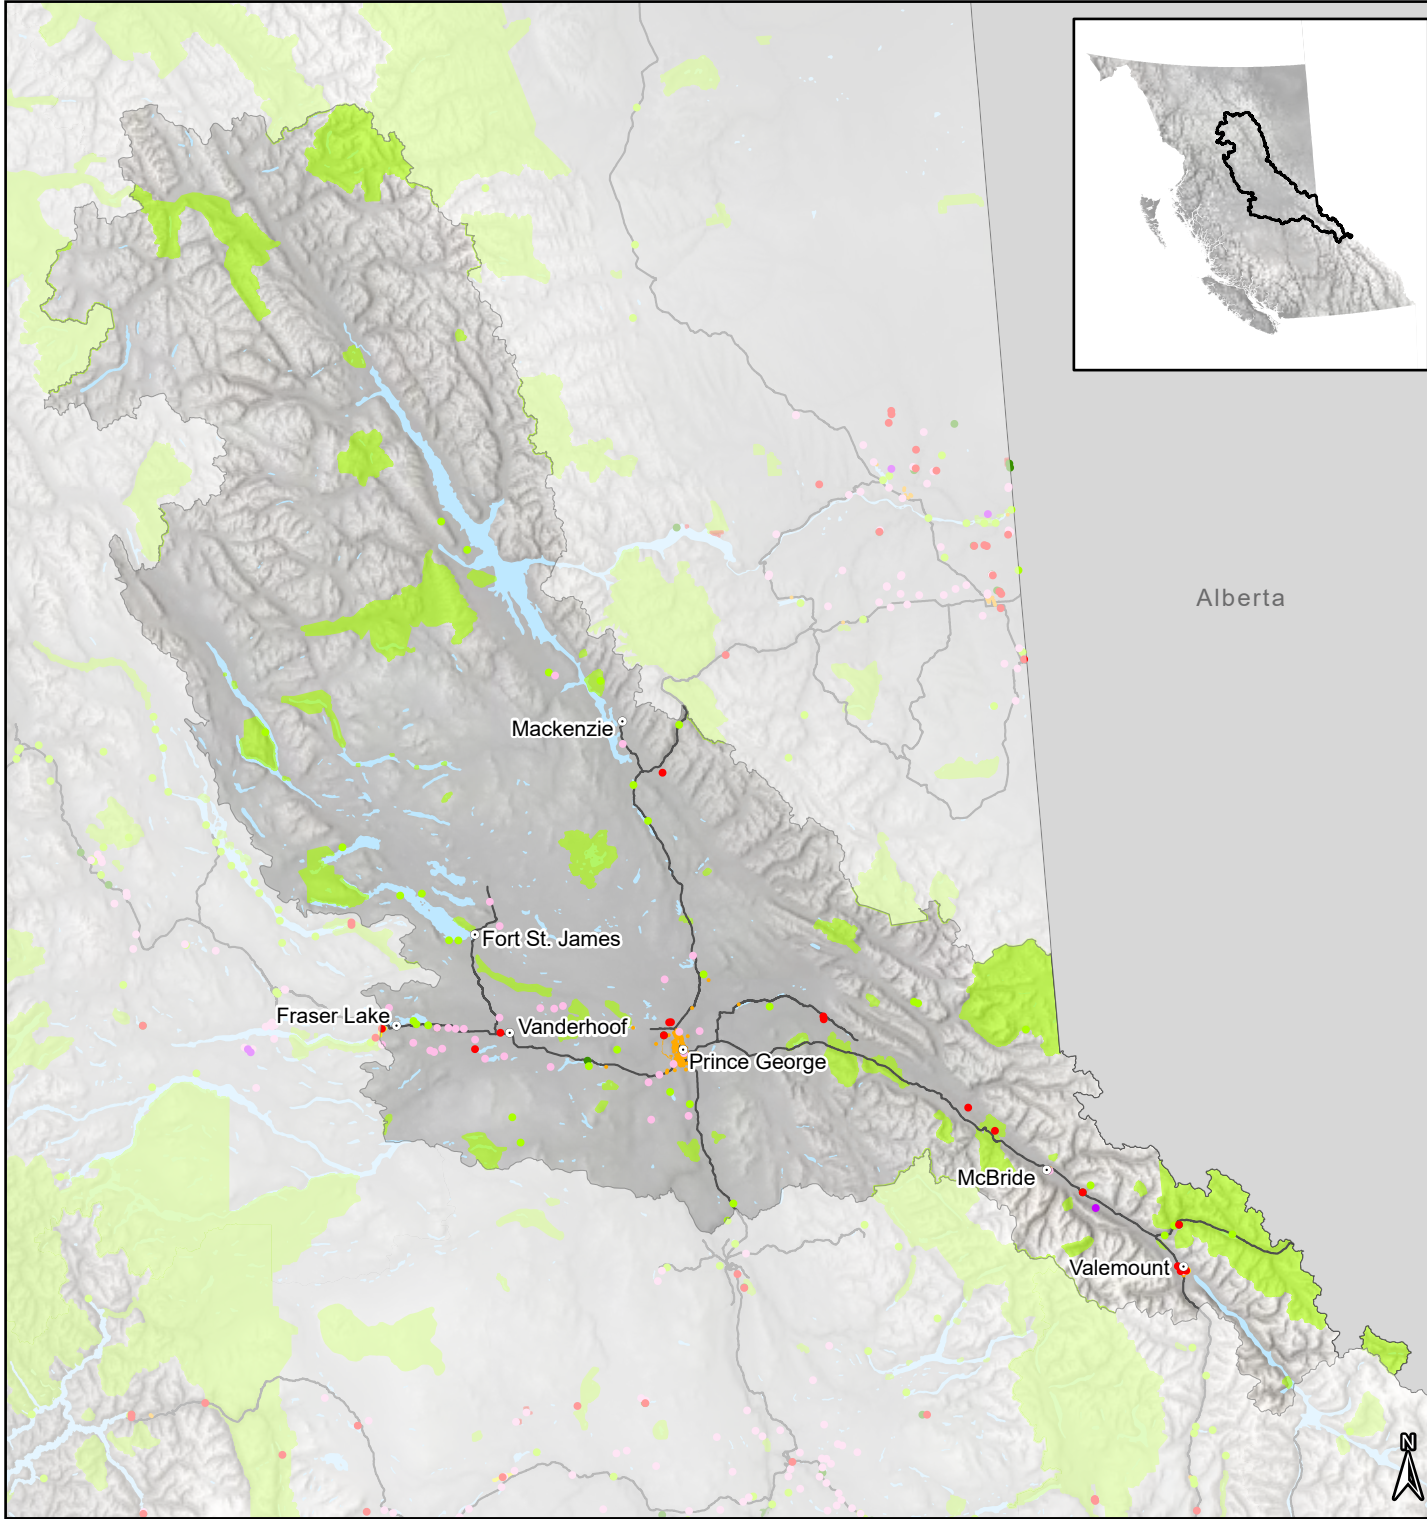 Alberta
Mackenzie
Fort St. James
Fraser Lake
Vanderhoof
Prince George
McBride
Valemount
N